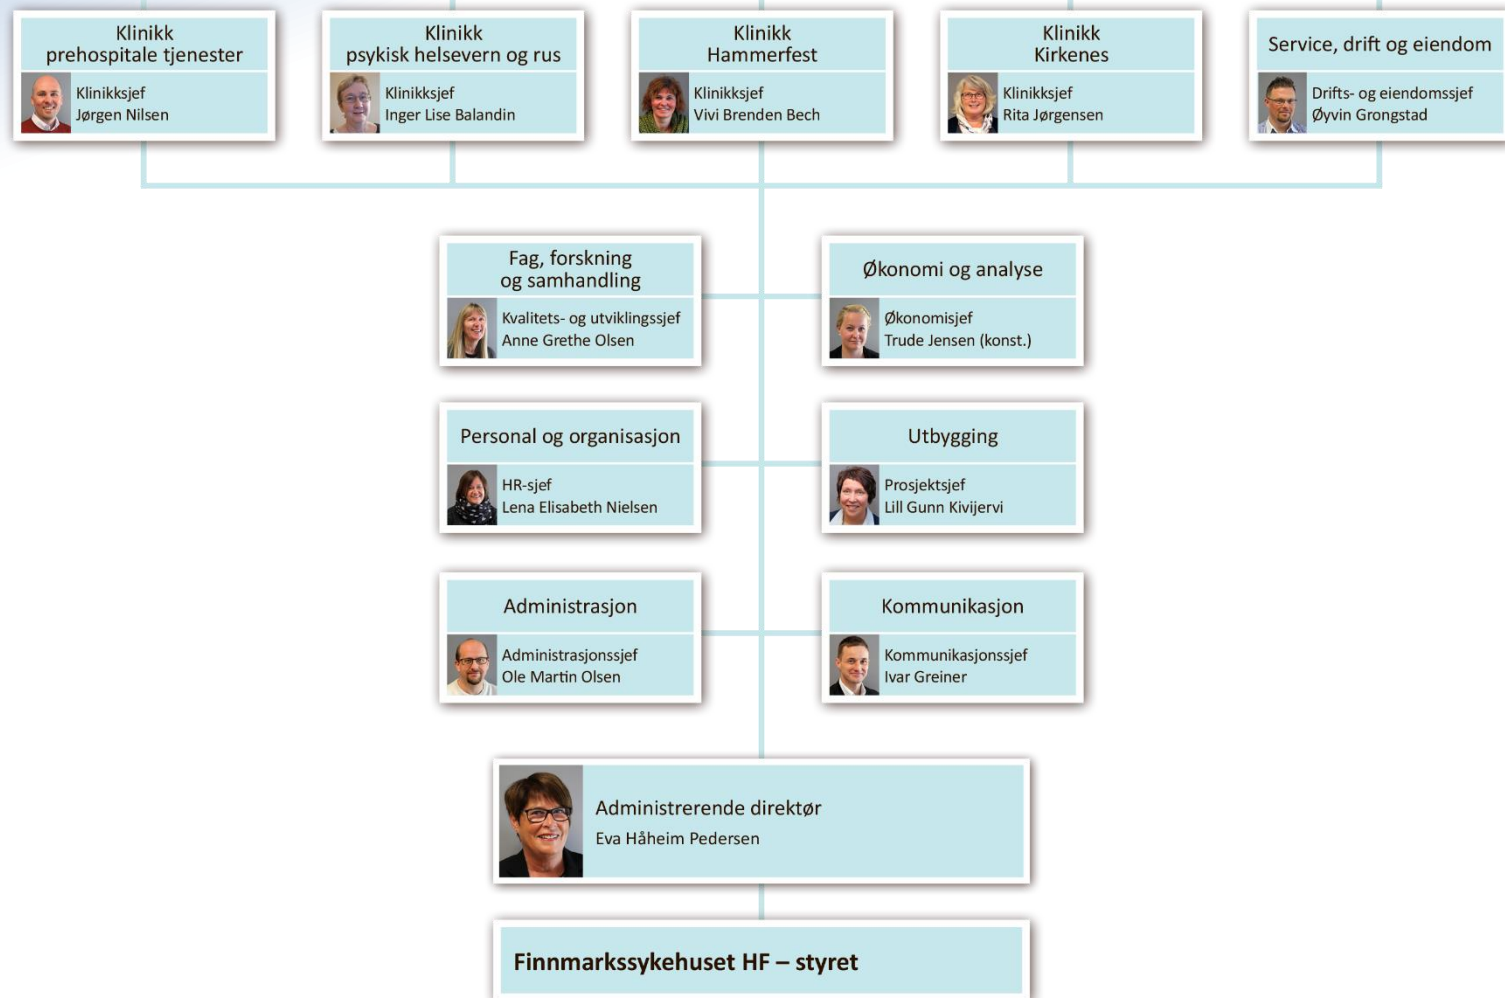 Klinikk
prehospitale tjenester
Klinikksjef
Jørgen Nilsen
Klinikk
psykisk helsevern og rus
Klinikksjef
Inger Lise Balandin
Klinikk
Hammerfest
Klinikksjef
Vivi Brenden Bech
Klinikk
Kirkenes
Klinikksjef
Rita Jørgensen
Service, drift og eiendom
Drifts- og eiendomssjef
Øyvin Grongstad
Fag, forskning
og samhandling
Kvalitets- og utviklingssjef
Anne Grethe Olsen
Økonomi og analyse
Økonomisjef
Trude Jensen (konst.)
Personal og organisasjon
HR-sjef
Lena Elisabeth Nielsen
Utbygging
Prosjektsjef
Lill Gunn Kivijervi
Administrasjon
Administrasjonssjef
Ole Martin Olsen
Kommunikasjon
Kommunikasjonssjef
Ivar Greiner
Administrerende direktør
Eva Håheim Pedersen
Finnmarkssykehuset HF – styret